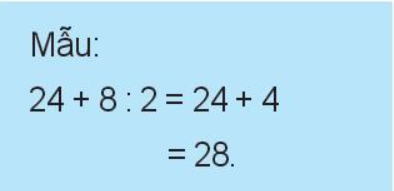 Mẫu:
24 + 8 : 2 = 24 + 4
= 28.